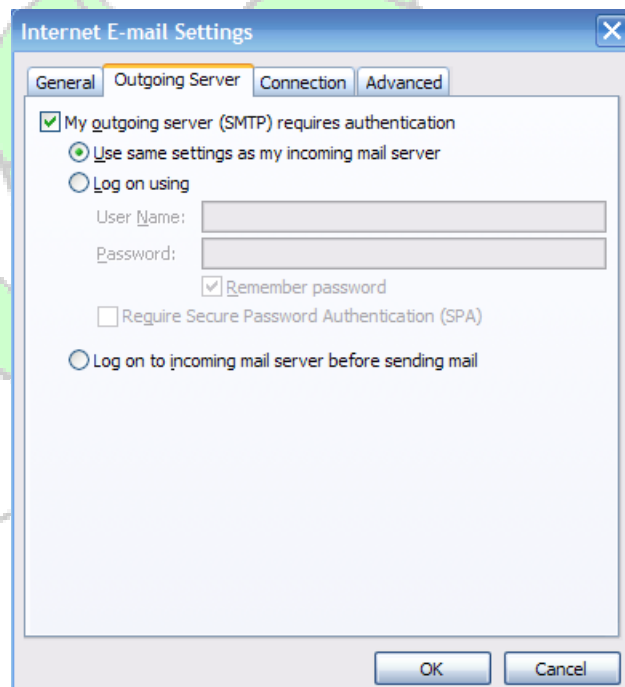 Internet E-mail Settings
General Outgoing Server Connection Advanced
My outgoing server (SMTP) requires authentication
Use same settings as my incoming mail server
Log on using
User Name:
Password:
Remember password
Require Secure Password Authentication (SPA)
Log on to incoming mail server before sending mail
OK Cancel